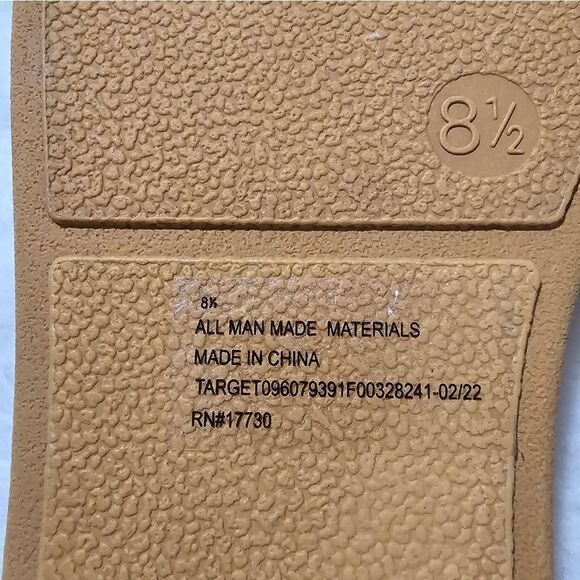 8½
8½
ALL MAN MADE MATERIALS
MADE IN CHINA
TARGET096079391F00328241-02/22
RN#17730